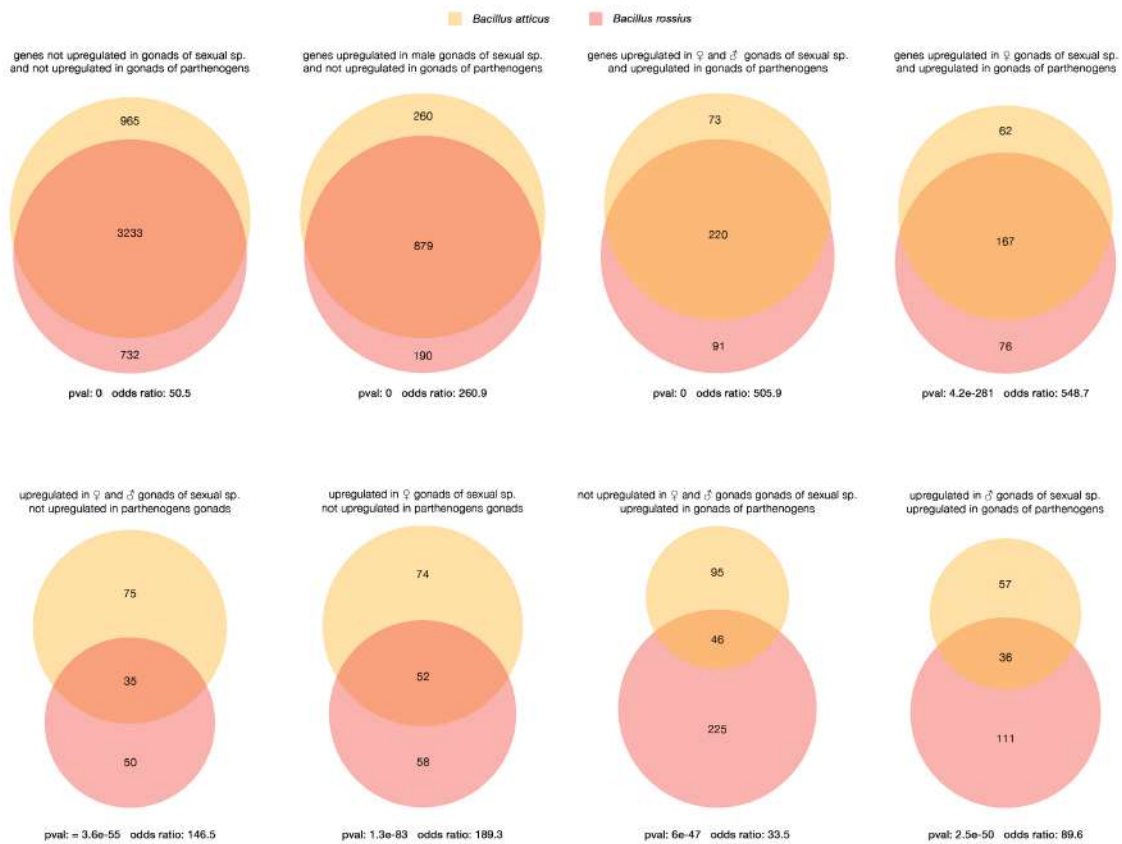 Bacillus atticus
Bacillus rossius
genes not upregulated in gonads of sexual sp.
and not upregulated in gonads of parthenogens
965
3233
732
pval: 0 odds ratio: 50.5
genes upregulated in male gonads of sexual sp.
and not upregulated in gonads of parthenogens
260
879
190
pval: 0 odds ratio: 260.9
genes upregulated in ♀ and ♂ gonads of sexual sp.
and upregulated in gonads of parthenogens
73
220
91
pval: 0 odds ratio: 505.9
genes upregulated in ♀ gonads of sexual sp.
and upregulated in gonads of parthenogens
62
167
76
pval: 4.2e-281 odds ratio: 548.7
upregulated in ♀ and ♂ gonads of sexual sp.
not upregulated in parthenogens gonads
75
35
50
pval: = 3.6e-55 odds ratio: 146.5
upregulated in ♀ gonads of sexual sp.
not upregulated in parthenogens gonads
74
52
58
pval: 1.3e-83 odds ratio: 189.3
not upregulated in ♀ and ♂ gonads gonads of sexual sp.
upregulated in gonads of parthenogens
95
46
225
pval: 6e-47 odds ratio: 33.5
upregulated in ♂ gonads of sexual sp.
upregulated in gonads of parthenogens
57
36
111
pval: 2.5e-50 odds ratio: 89.6